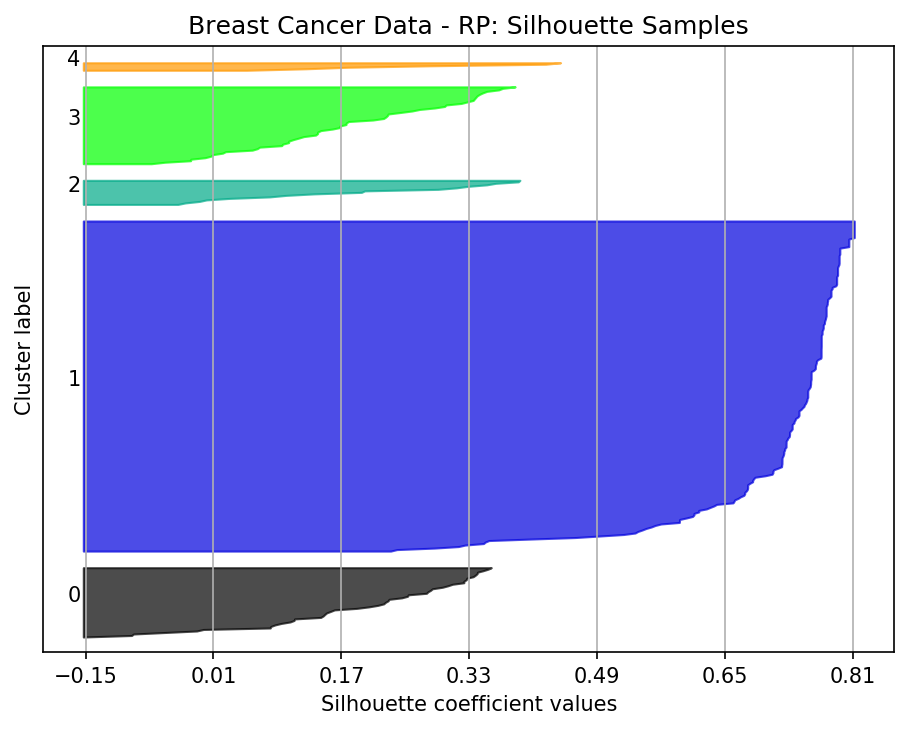 Breast Cancer Data - RP: Silhouette Samples
4
3
2
1
0
Cluster label
−0.15 0.01 0.17 0.33 0.49 0.65 0.81
Silhouette coefficient values